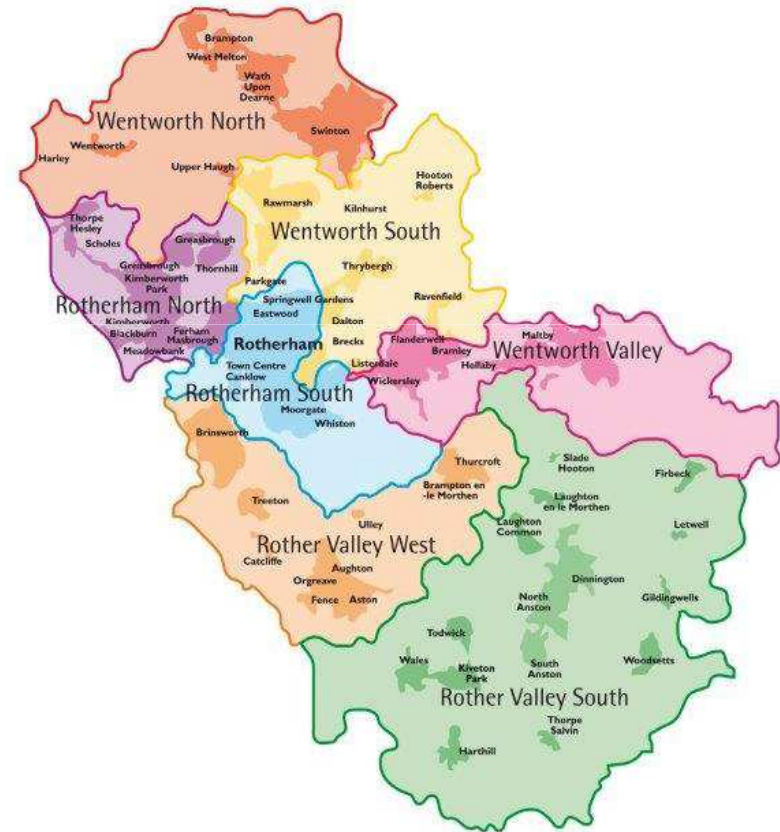 Brampton
West Melton
Wath
Upon
Dearne
Wentworth North
Swinton
Wentworth
Harley
Upper Haugh
Hooton
Roberts
Rawmarsh
Kilnhurst
Thorpe
Hesley
Scholes
Greasbrough
Wentworth South
Greasbrough
Kimberworth
Park
Thornhill
Thrybergh
Parkgate
Rotherham North
Springwell Gardens
Eastwood
Ravenfield
Kimberworth
Blackburn
Ferham
Masbrough
Meadowbank
Dalton
Brecks
Rotherham
Flanderwell
Bramley
Maltby
Wentworth Valley
Hellaby
Listerdale
Wickersley
Town Centre
Canklow
Rotherham South
Moorgate
Whiston
Brinsworth
Thurcroft
Brampton en
-le Morthen
Slade
Hooton
Firbeck
Treeton
Laughton
en le Morthen
Ulley
Laughton
Common
Letwell
Rother Valley West
Catcliffe
Aughton
Orgreave
Fence
Aston
Dinnington
North
Anston
Gildingwells
Todwick
Wales
Kiveton
Park
South
Anston
Woodsetts
Rother Valley South
Thorpe
Salvin
Harthill